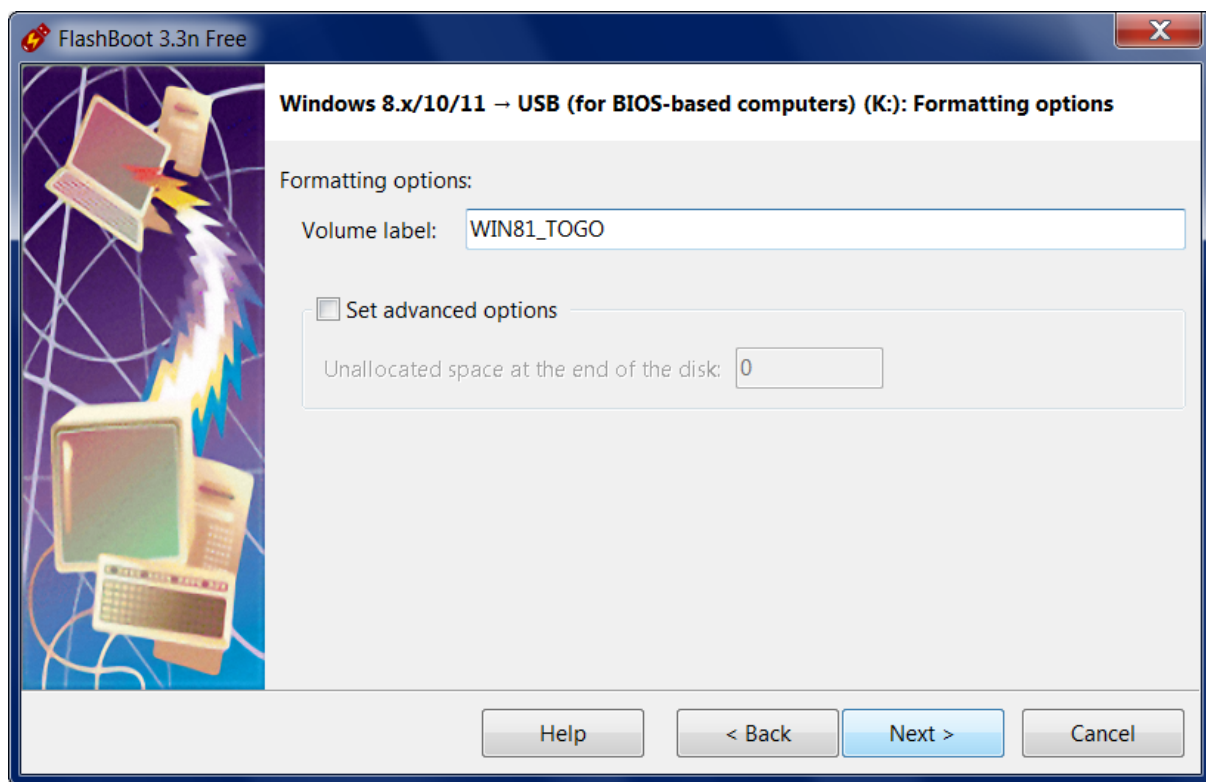 FlashBoot 3.3n Free
Windows 8.x/10/11 → USB (for BIOS-based computers) (K:): Formatting options
Formatting options:
Volume label: WIN81_TOGO
Set advanced options
Unallocated space at the end of the disk: 0
Help < Back Next > Cancel